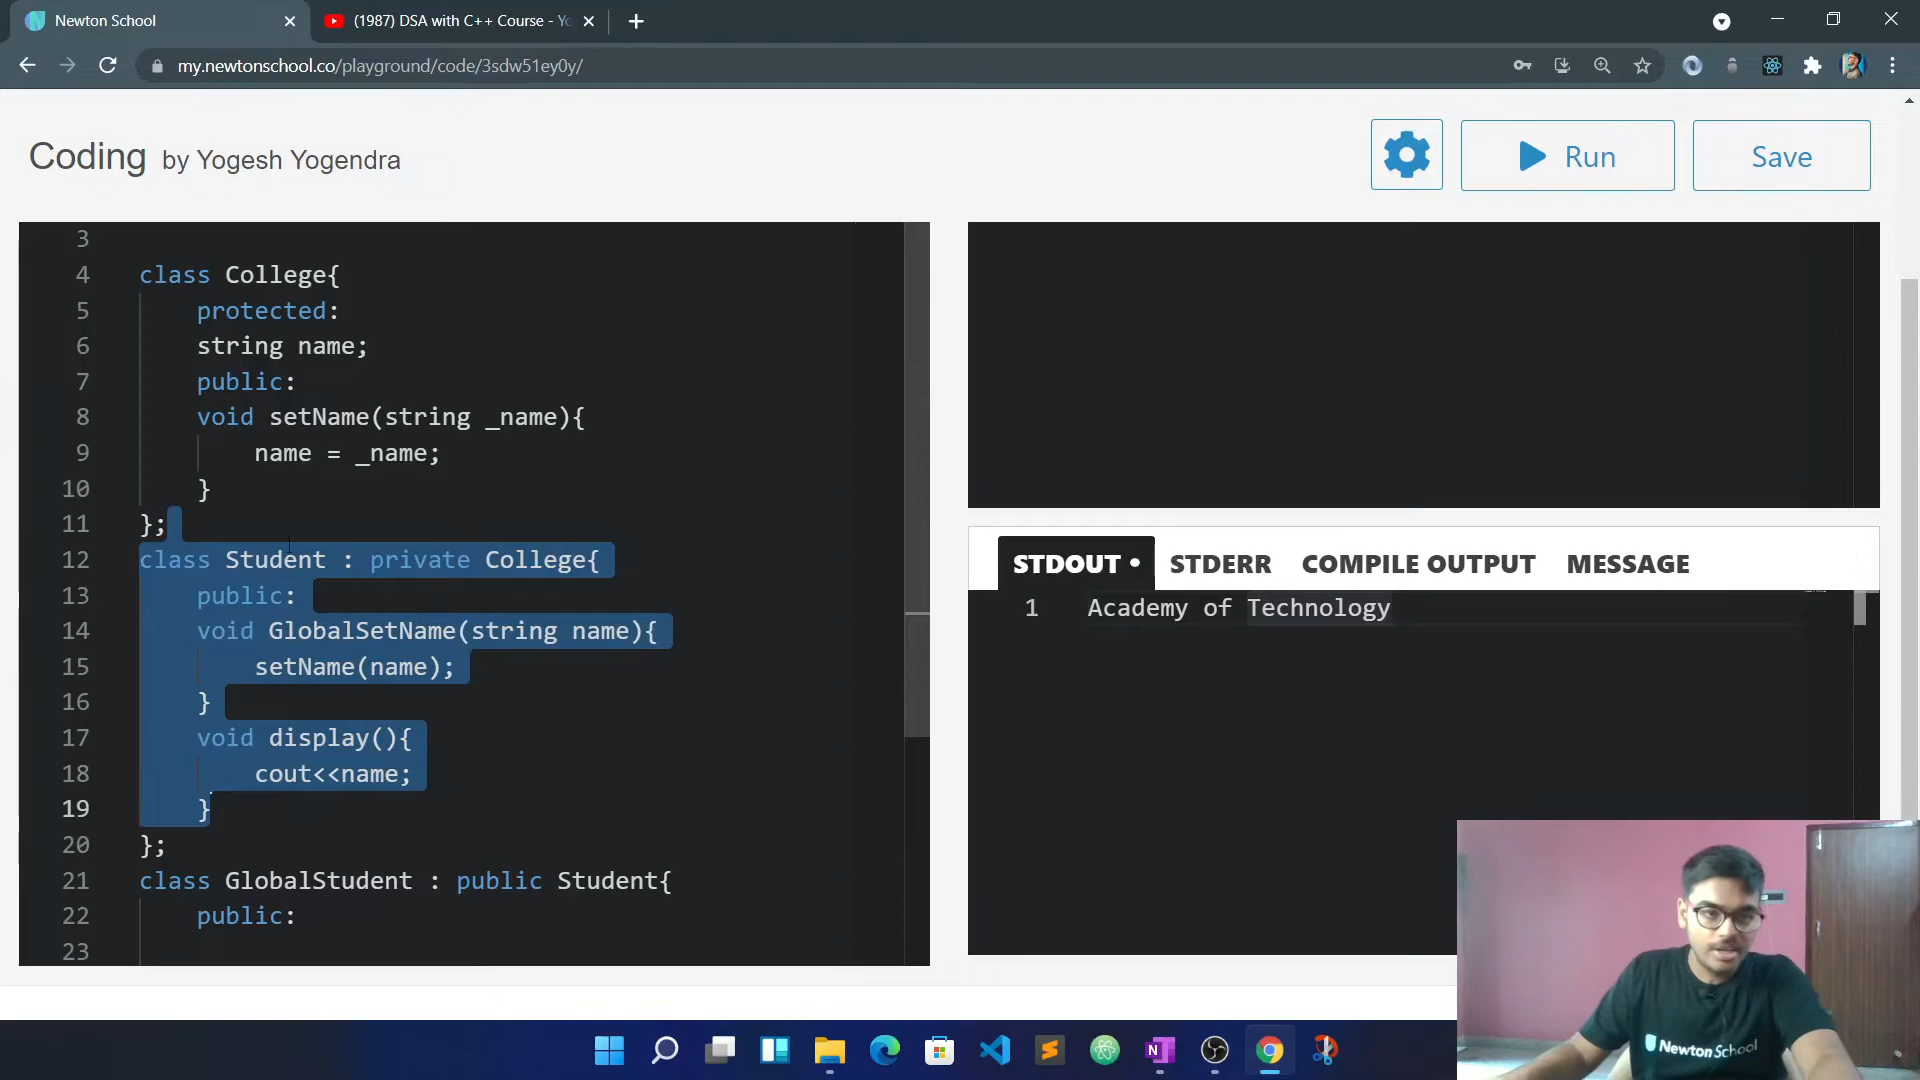 Newton School
(1987) DSA with C++ Course - Yo
my.newtonschool.co/playground/code/3sdw51ey0y/
Coding by Yogesh Yogendra
Run
Save
3
4 class College{
5 protected:
6 string name;
7 public:
8 void setName(string _name){
9 name = _name;
10 }
11 };
12 class Student : private College{
13 public:
14 void GlobalSetName(string name){
15 setName(name);
16 }
17 void display(){
18 cout<<name;
19 }
20 };
21 class GlobalStudent : public Student{
22 public:
23
STDOUT • STDERR COMPILE OUTPUT MESSAGE
1 Academy of Technology
Newton School